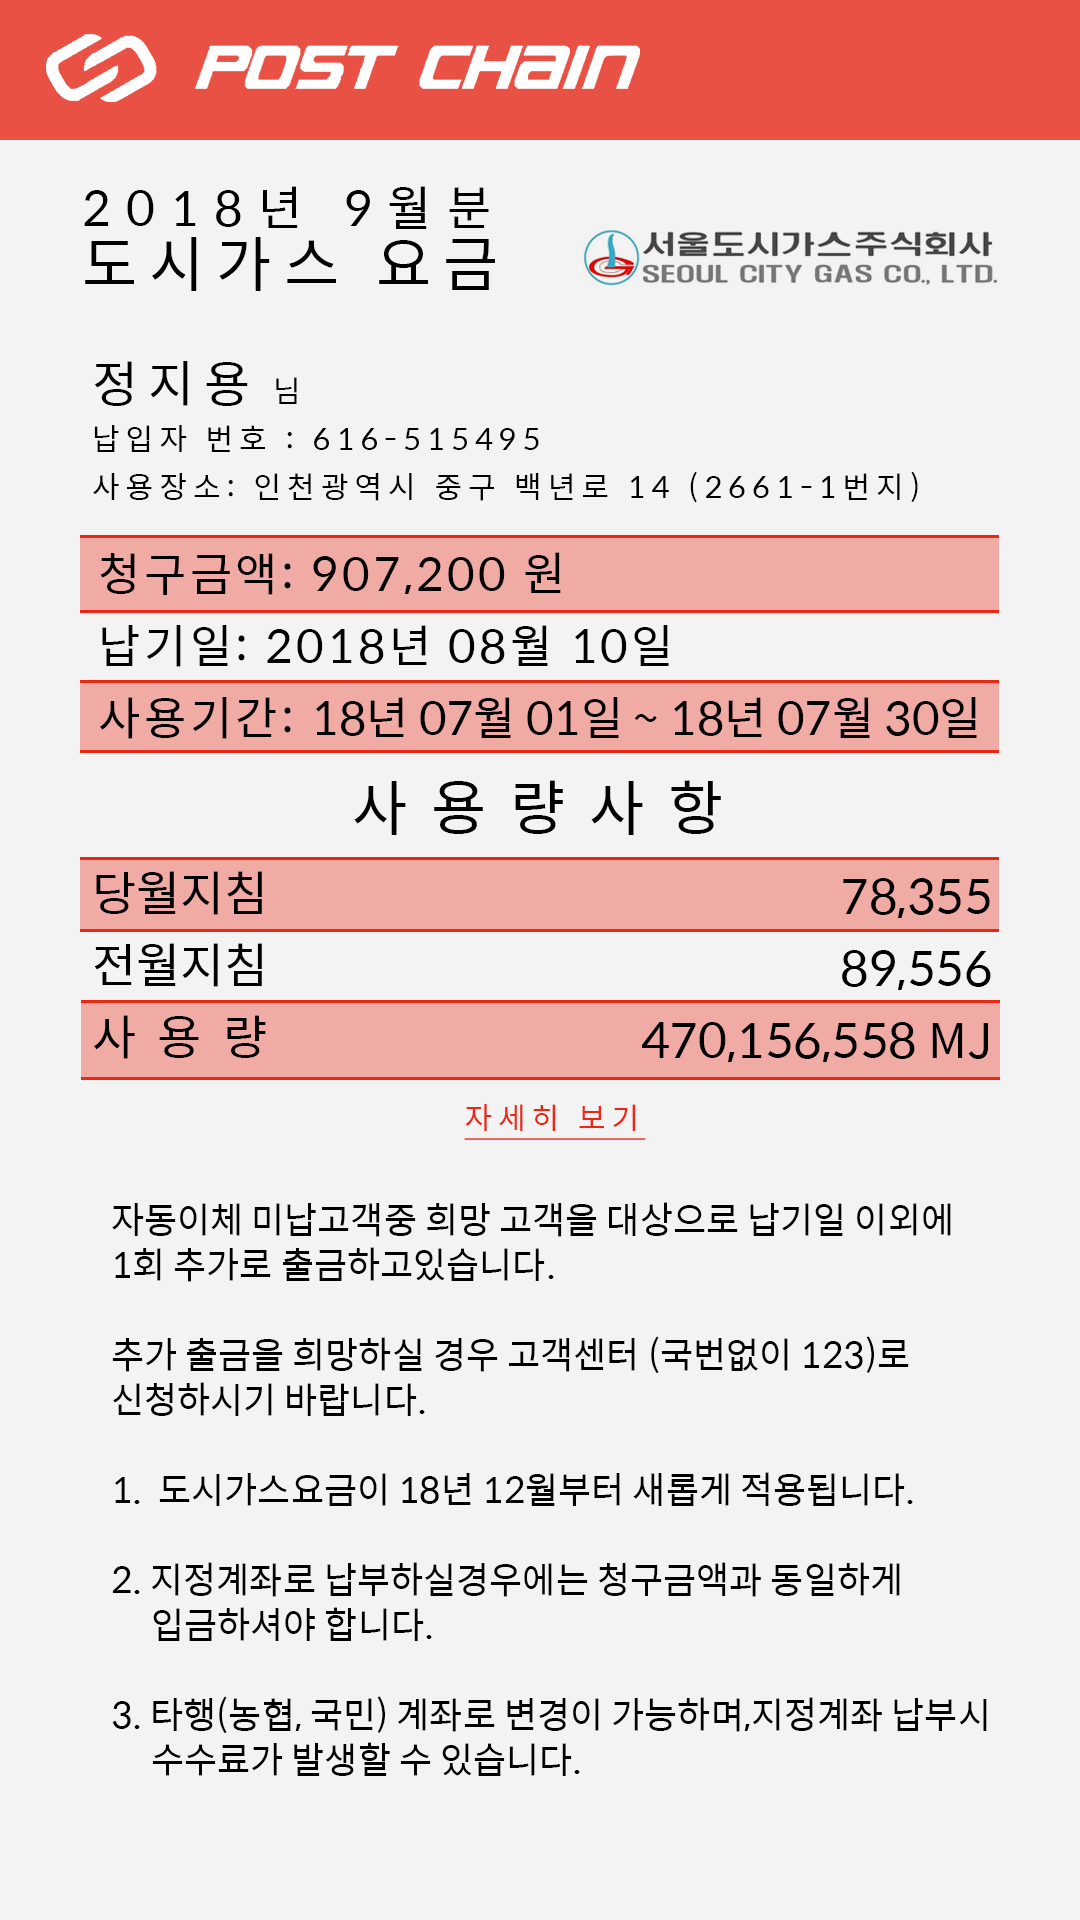 POST CHAIN
2018년 9월분
도시가스 요금
서울도시가스주식회사
SEOUL CITY GAS CO., LTD.
정지용 님
납입자 번호 : 616-515495
사용장소: 인천광역시 중구 백년로 14 (2661-1번지)
청구금액: 907,200 원
납기일: 2018년 08월 10일
사용기간: 18년 07월 01일 ~ 18년 07월 30일
사용량사항
당월지침 78,355
전월지침 89,556
사 용 량 470,156,558 MJ
자세히 보기
자동이체 미납고객중 희망 고객을 대상으로 납기일 이외에
1회 추가로 출금하고있습니다.
추가 출금을 희망하실 경우 고객센터 (국번없이 123)로
신청하시기 바랍니다.
1. 도시가스요금이 18년 12월부터 새롭게 적용됩니다.
2. 지정계좌로 납부하실경우에는 청구금액과 동일하게
입금하셔야 합니다.
3. 타행(농협, 국민) 계좌로 변경이 가능하며,지정계좌 납부시
수수료가 발생할 수 있습니다.